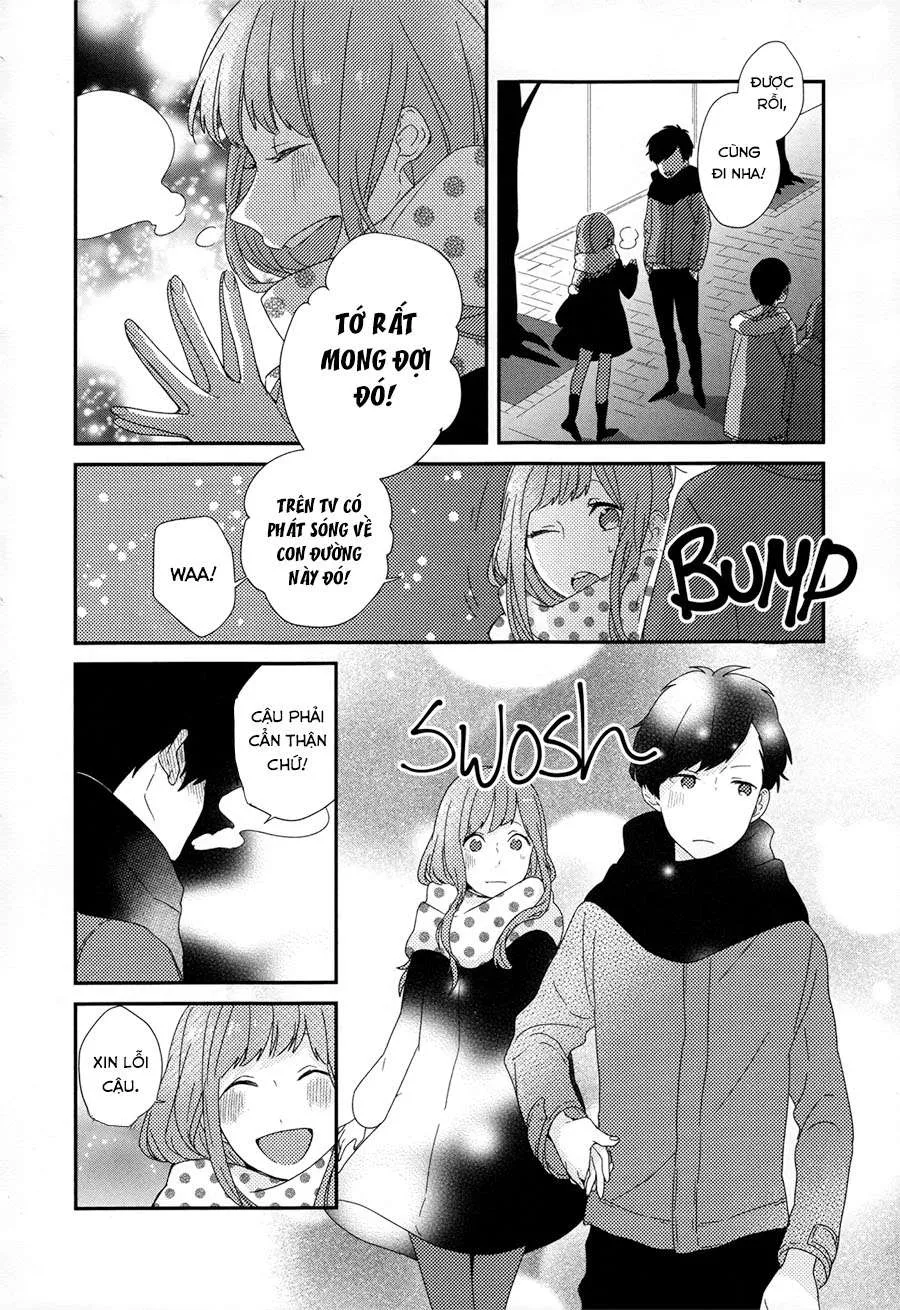 ĐƯỢC
RỒI,
CÙNG
ĐI NHA!
TỚ RẤT
MONG ĐỢI
ĐÓ!
TRÊN TV CÓ
PHÁT SÓNG VỀ
CON ĐƯỜNG
NÀY ĐÓ!
BUMP
WAA!
SWOSH
CẬU PHẢI
CẨN THẬN
CHỨ!
XIN LỖI
CẬU.